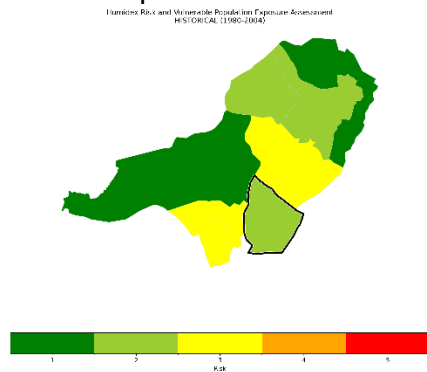 Humidex Risk and Vulnerable Population Exposure Assessment
HISTORICAL (1980-2004)
1 2 3 4 5
Risk